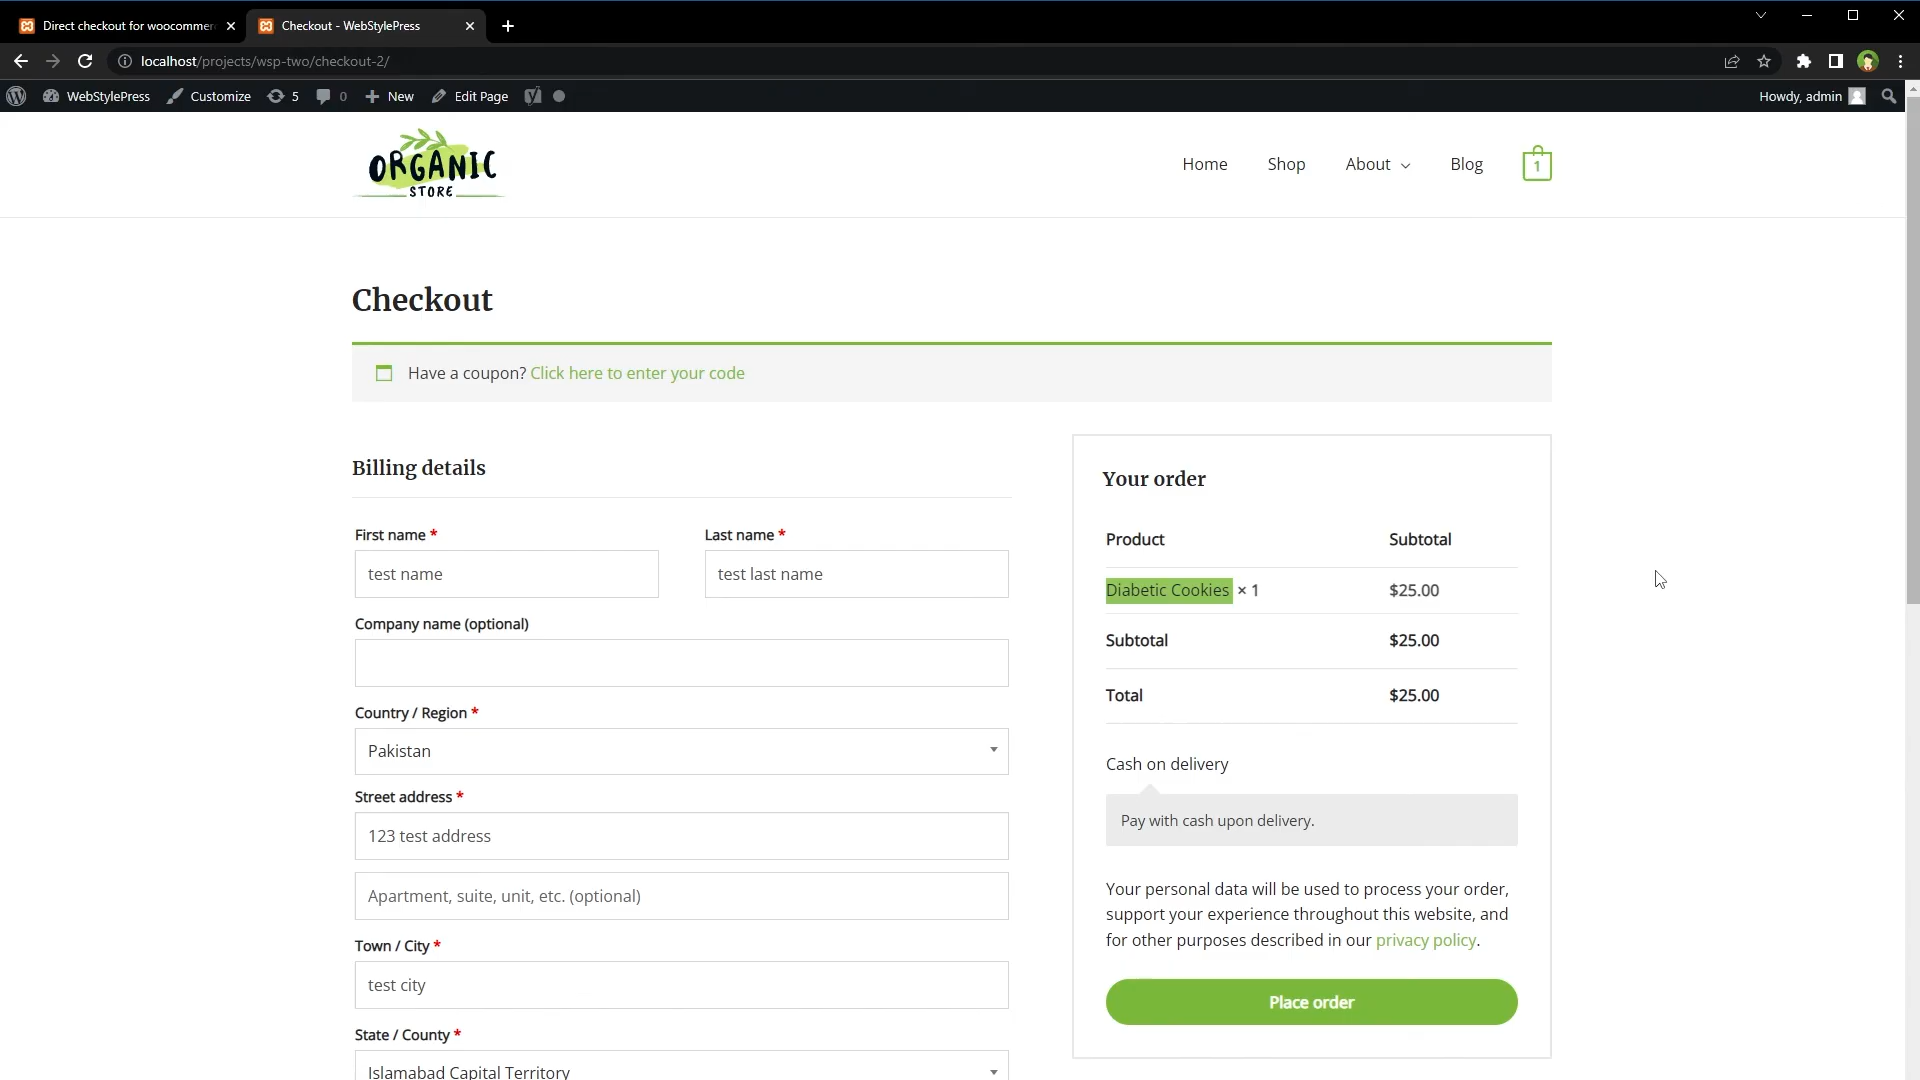 Direct checkout for woocommer
Checkout - WebStylePress
localhost/projects/wsp-two/checkout-2/
WebStylePress
Customize
5
0
New
Edit Page
Howdy, admin
ORGANIC
STORE
Home
Shop
About
Blog
1
Checkout
Have a coupon? Click here to enter your code
Billing details
First name *
Last name *
test name
test last name
Company name (optional)
Country / Region *
Pakistan
Street address *
123 test address
Apartment, suite, unit, etc. (optional)
Town / City *
test city
State / County *
Islamabad Capital Territory
Your order
Product Subtotal
Diabetic Cookies × 1 $25.00
Subtotal $25.00
Total $25.00
Cash on delivery
Pay with cash upon delivery.
Your personal data will be used to process your order,
support your experience throughout this website, and
for other purposes described in our privacy policy.
Place order